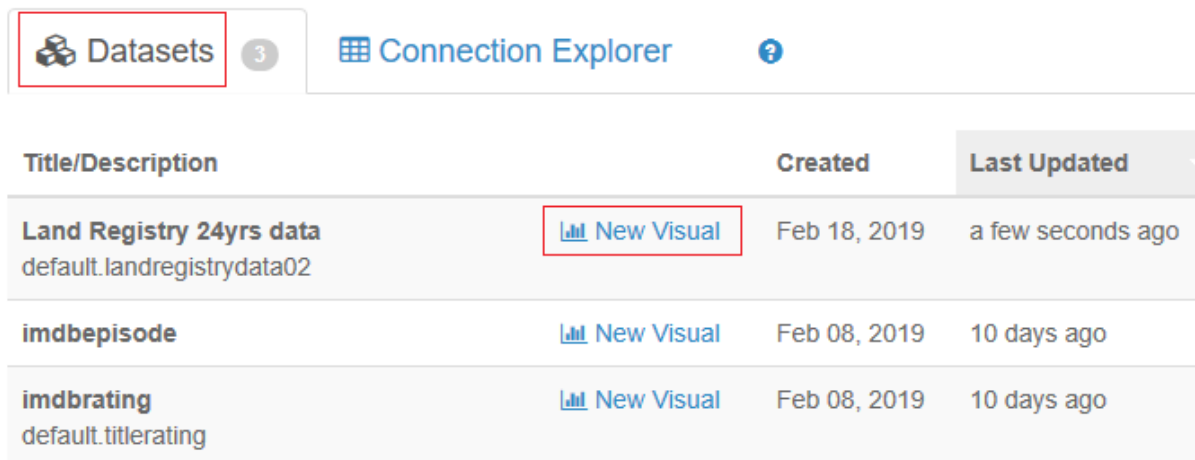 Datasets 3 Connection Explorer ?
Title/Description Created Last Updated
Land Registry 24yrs data New Visual Feb 18, 2019 a few seconds ago
default.landregistrydata02
imdbepisode New Visual Feb 08, 2019 10 days ago
imdbrating New Visual Feb 08, 2019 10 days ago
default.titlerating